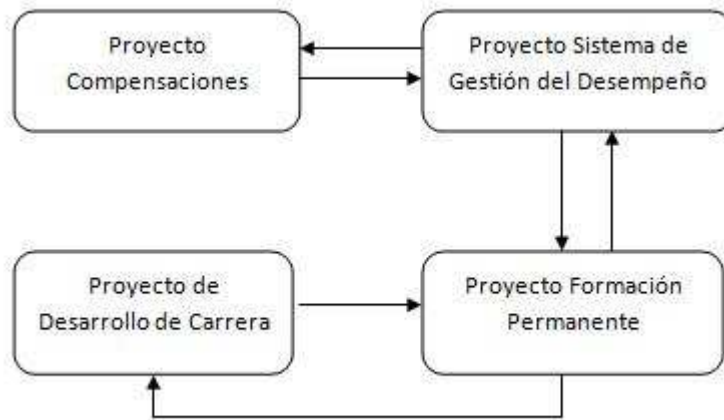 Proyecto
Compensaciones
Proyecto Sistema de
Gestión del Desempeño
Proyecto de
Desarrollo de Carrera
Proyecto Formación
Permanente